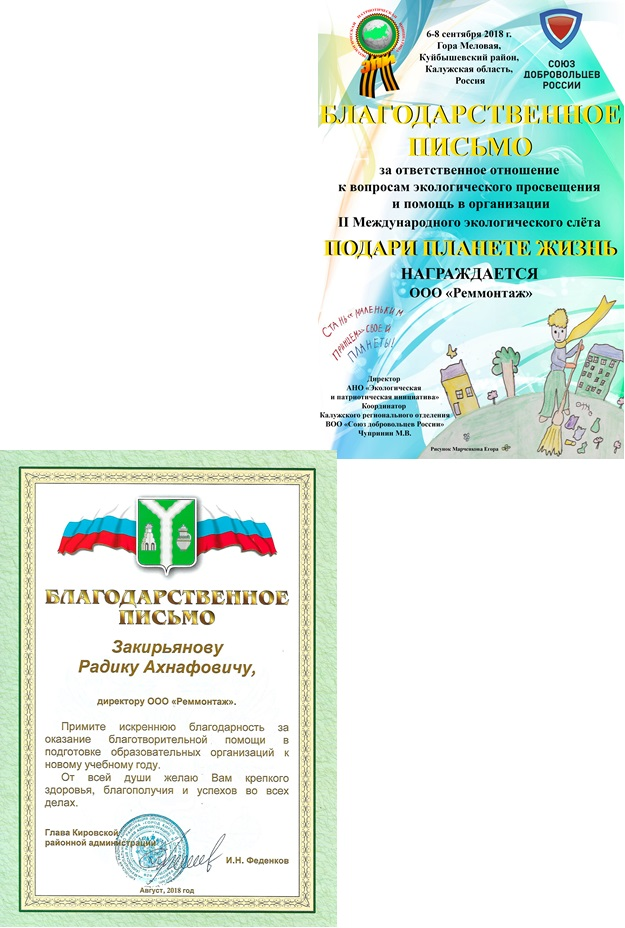 6-8 сентября 2018 г.
Гора Меловая,
Куйбышевский район,
Калужская область,
Россия
СОЮЗ
ДОБРОВОЛЬЦЕВ
РОССИИ
БЛАГОДАРСТВЕННОЕ
ПИСЬМО
за ответственное отношение
к вопросам экологического просвещения
и помощь в организации
II Международного экологического слёта
ПОДАРИ ПЛАНЕТЕ ЖИЗНЬ
НАГРАЖДАЕТСЯ
ООО «Реммонтаж»
СТАНЬ «МАЛЕНЬКИМ
ПРИНЦЕМ» СВОЕЙ
ПЛАНЕТЫ!
Директор
АНО «Экологическая
и патриотическая инициатива»
Координатор
Калужского регионального отделения
ВОО «Союз добровольцев России»
Чупринин М.В.
Рисунок Марченкова Егора
БЛАГОДАРСТВЕННОЕ
ПИСЬМО
Закирьянову
Радику Ахнафовичу,
директору ООО «Реммонтаж».
Примите искреннюю благодарность за
оказание благотворительной помощи в
подготовке образовательных организаций к
новому учебному году.
От всей души желаю Вам крепкого
здоровья, благополучия и успехов во всех
делах.
Глава Кировской
районной администрации
И.Н. Феденков
Август, 2018 год